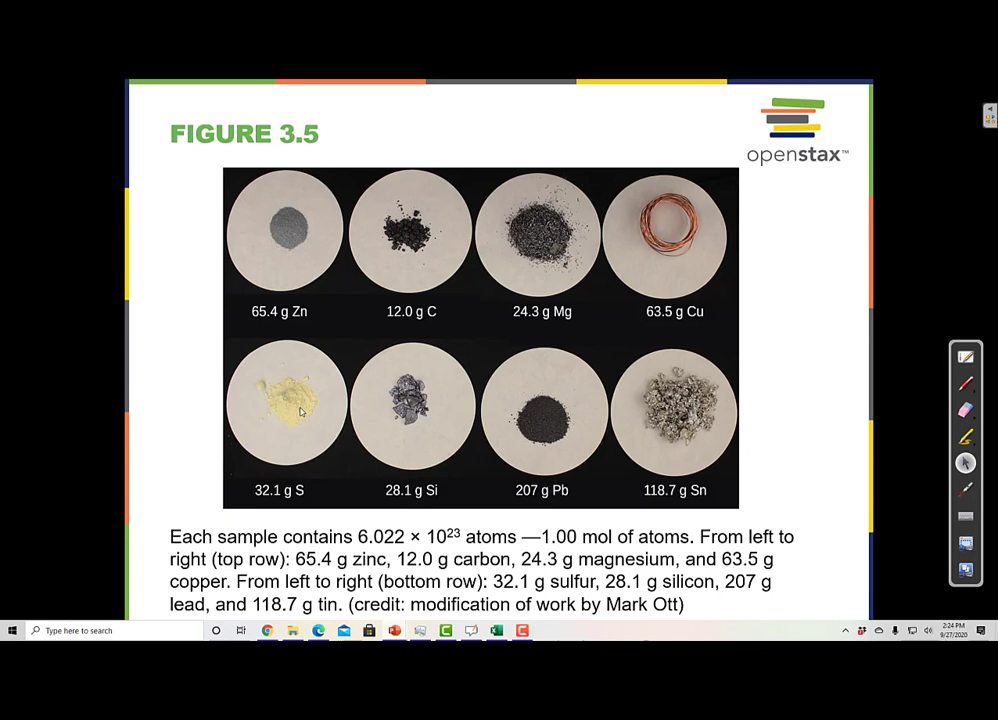 FIGURE 3.5
openstax™
65.4 g Zn
12.0 g C
24.3 g Mg
63.5 g Cu
32.1 g S
28.1 g Si
207 g Pb
118.7 g Sn
Each sample contains 6.022 × 10²³ atoms —1.00 mol of atoms. From left to
right (top row): 65.4 g zinc, 12.0 g carbon, 24.3 g magnesium, and 63.5 g
copper. From left to right (bottom row): 32.1 g sulfur, 28.1 g silicon, 207 g
lead, and 118.7 g tin. (credit: modification of work by Mark Ott)
Type here to search
2:24 PM
9/27/2020